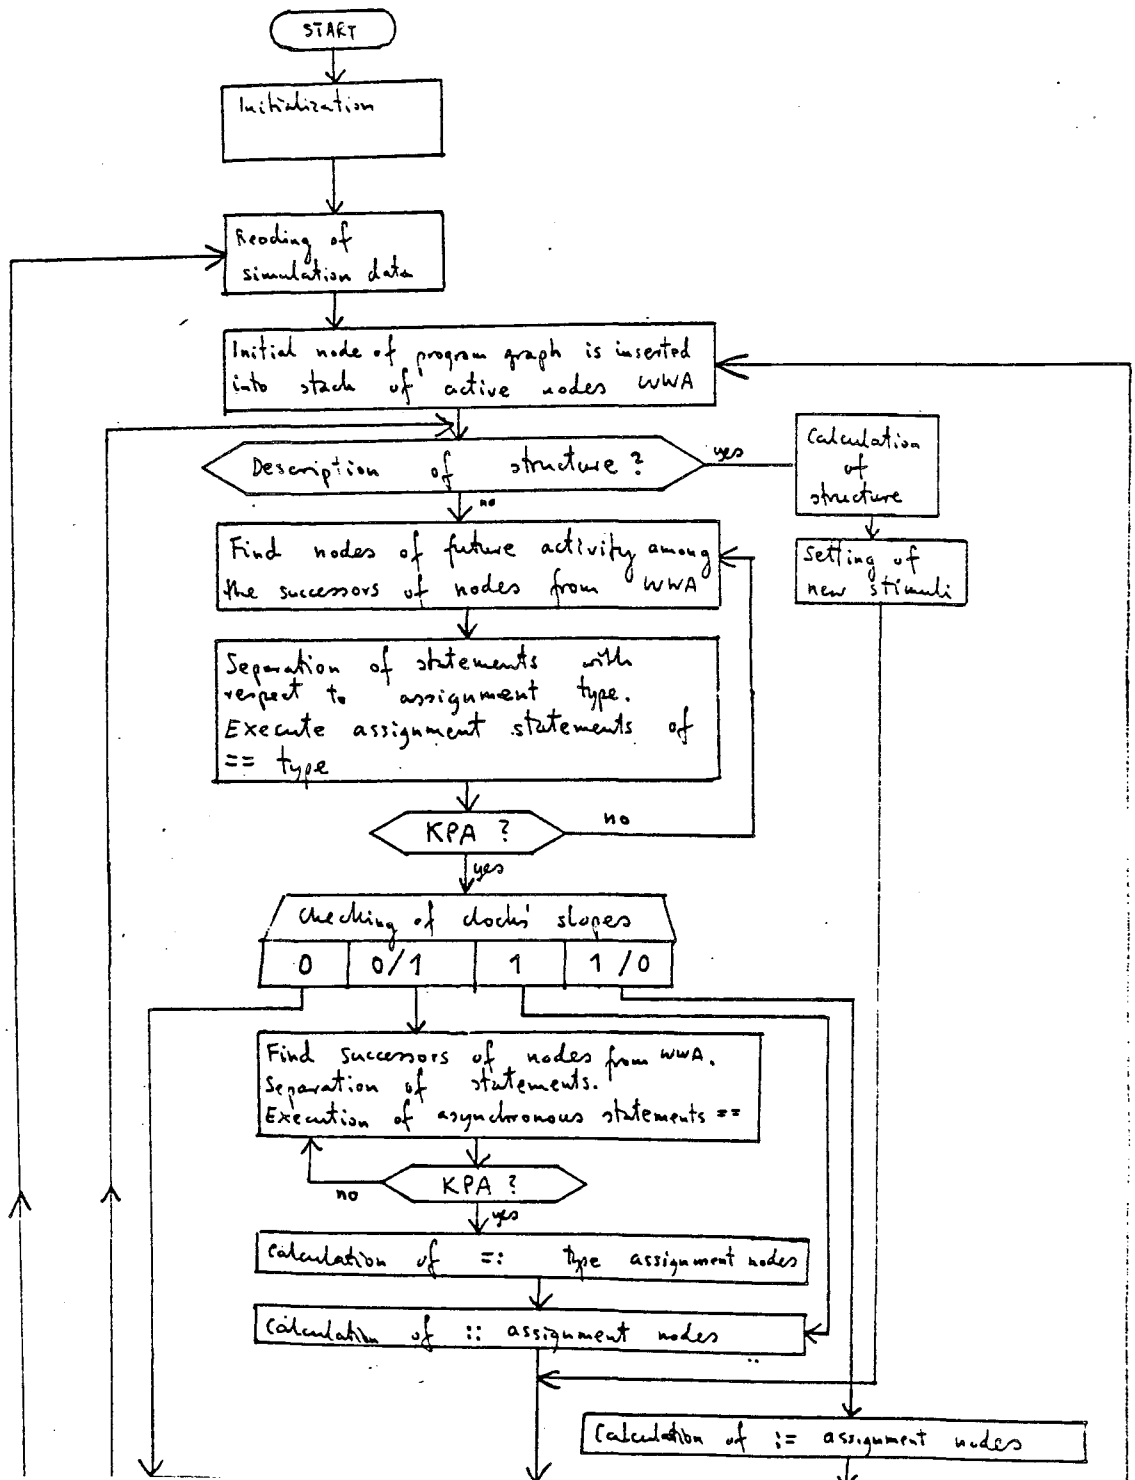 START
Initialization
Reading of
simulation data
Initial node of program graph is inserted
into stack of active nodes WWA
Description of structure?
yes
Calculation
of
structure
no
Find nodes of future activity among
the successors of nodes from WWA
Setting of
new stimuli
Separation of statements with
respect to assignment type.
Execute assignment statements of
== type
KPA ?
no
yes
checking of clocks' slopes
0 0/1 1 1/0
Find successors of nodes from WWA.
Separation of statements.
Execution of asynchronous statements ==
KPA ?
no
yes
Calculation of =: type assignment nodes
Calculation of :: assignment nodes
Calculation of := assignment nodes